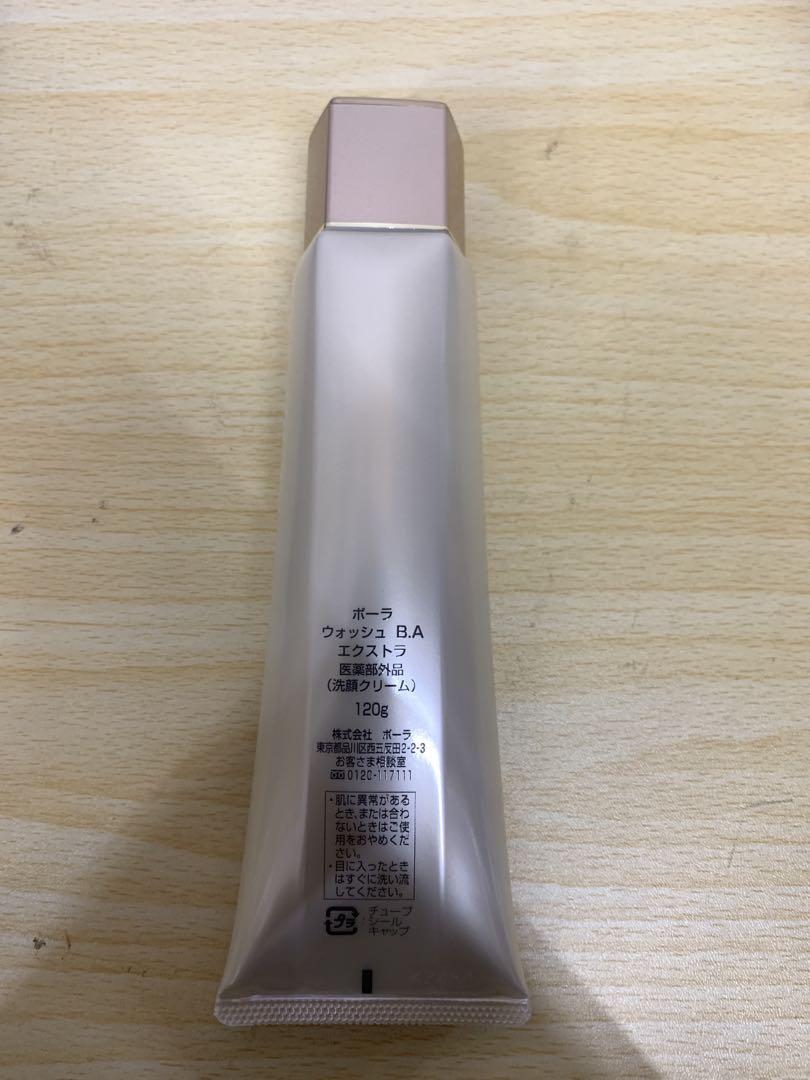 ポーラ
ウォッシュ B.A
エクストラ
医薬部外品
(洗顔クリーム)
120g
株式会社 ポーラ
東京都品川区西五反田2-2-3
お客さま相談室
0120-117111
・肌に異常がある
とき、または合わ
ないときはご使
用をおやめくだ
さい。
・目に入ったとき
はすぐに洗い流
してください。
プラ
チューブ
シール
キャップ